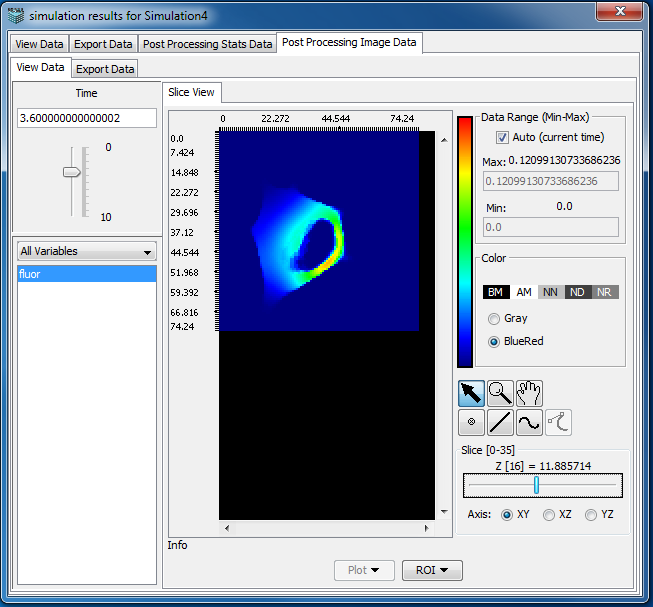 simulation results for Simulation4
View Data Export Data Post Processing Stats Data Post Processing Image Data
View Data Export Data
Time
3.600000000000002
0
10
All Variables
fluor
Slice View
0 22.272 44.544 74.24
0.0
7.424
14.848
22.272
29.696
37.12
44.544
51.968
59.392
66.816
74.24
Data Range (Min-Max)
Auto (current time)
Max: 0.12099130733686236
0.12099130733686236
Min: 0.0
0.0
Color
BM AM NN ND NR
Gray
BlueRed
Slice [0-35]
Z [16] = 11.885714
Axis: XY XZ YZ
Info
Plot ROI